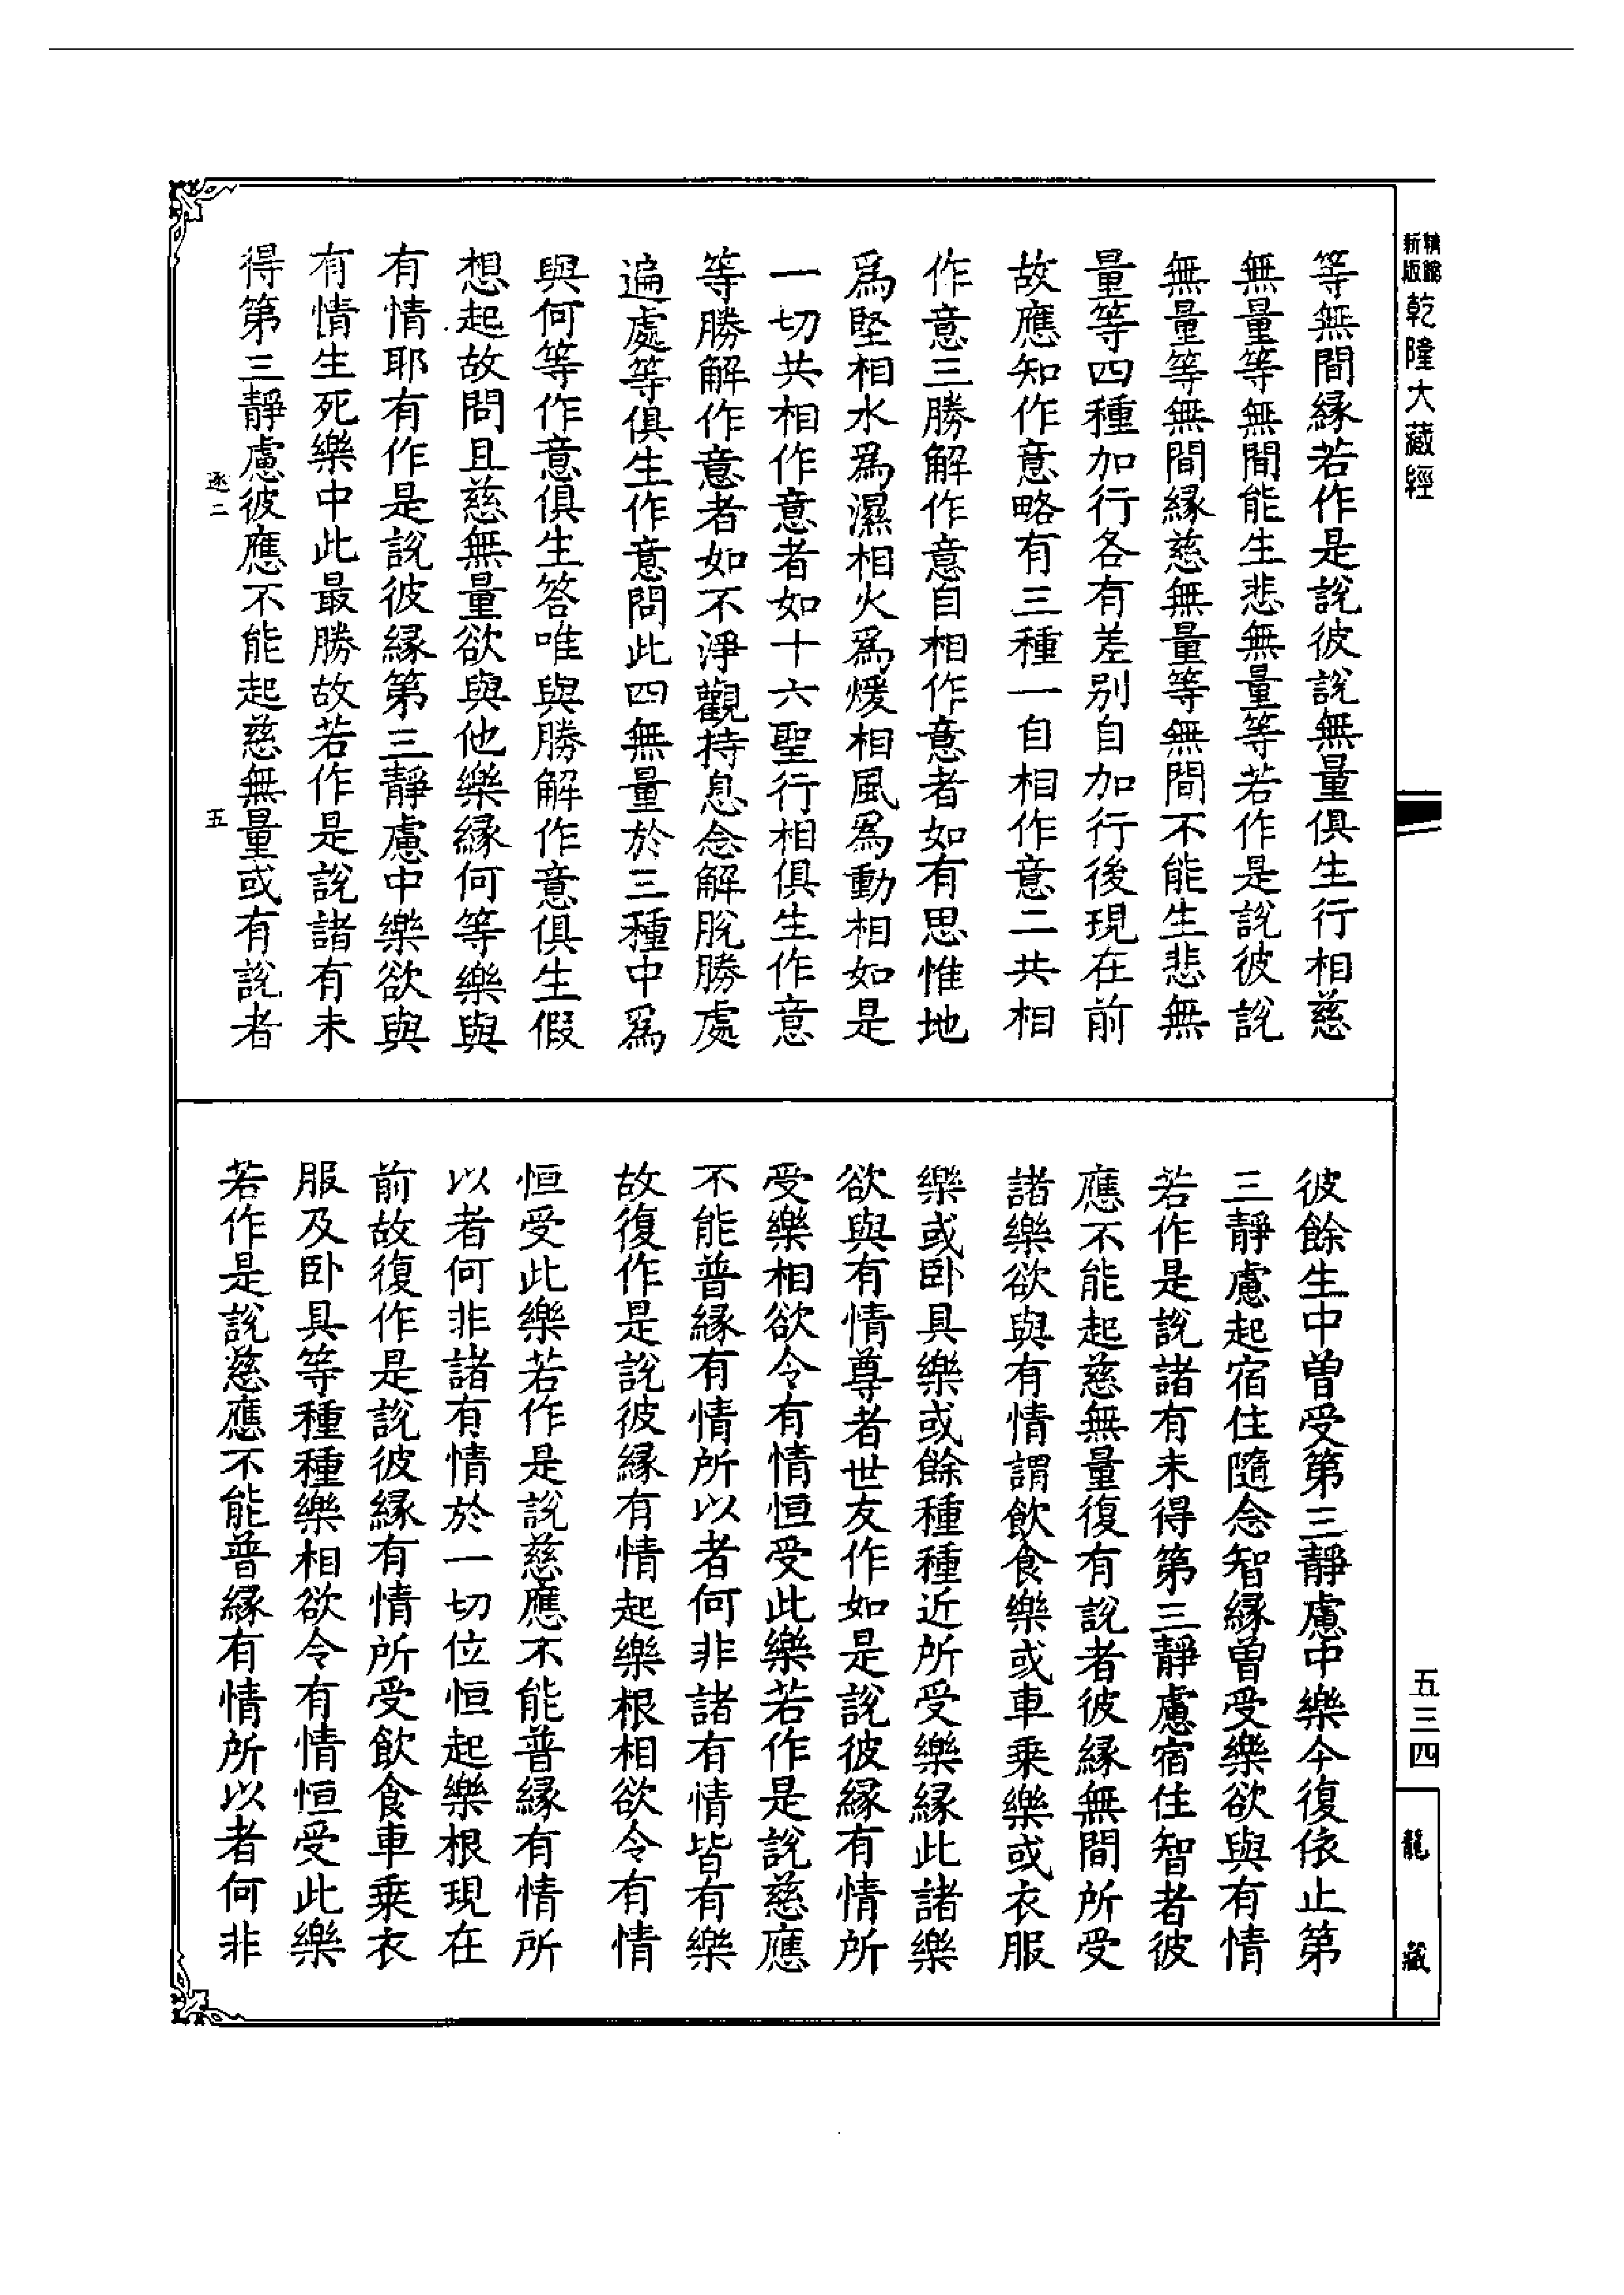 新版
精縮
乾隆大藏經
等無間縁若作是說彼說無量俱生行相慈
無量等無間能生悲無量等若作是說彼說
無量等無間縁慈無量等無間不能生悲無
量等四種加行各有差別自加行後現在前
故應知作意略有三種一自相作意二共相
作意三勝解作意自相作意者如有思惟地
爲堅相水爲濕相火爲煖相風爲動相如是
一切共相作意者如十六聖行相俱生作意
等勝解作意者如不淨觀持息念解脫勝處
遍處等俱生作意問此四無量於三種中爲
與何等作意俱生答唯與勝解作意俱生假
想起故問且慈無量欲與他樂縁何等樂與
有情耶有作是說彼縁第三靜慮中樂欲與
有情生死樂中此最勝故若作是說諸有未
得第三靜慮彼應不能起慈無量或有說者
逐二
五
彼餘生中曾受第三靜慮中樂今復依止第
三靜慮起宿住隨念智縁曾受樂欲與有情
若作是說諸有未得第三靜慮宿住智者彼
應不能起慈無量復有說者彼縁無間所受
諸樂欲與有情謂飲食樂或車乘樂或衣服
樂或卧具樂或餘種種近所受樂縁此諸樂
欲與有情尊者世友作如是說彼縁有情所
受樂相欲令有情恒受此樂若作是說慈應
不能普縁有情所以者何非諸有情皆有樂
故復作是說彼縁有情起樂根相欲令有情
恒受此樂若作是說慈應不能普縁有情所
以者何非諸有情於一切位恒起樂根現在
前故復作是說彼縁有情所受飲食車乘衣
服及卧具等種種樂相欲令有情恒受此樂
若作是說慈應不能普縁有情所以者何非
五三四
龍藏